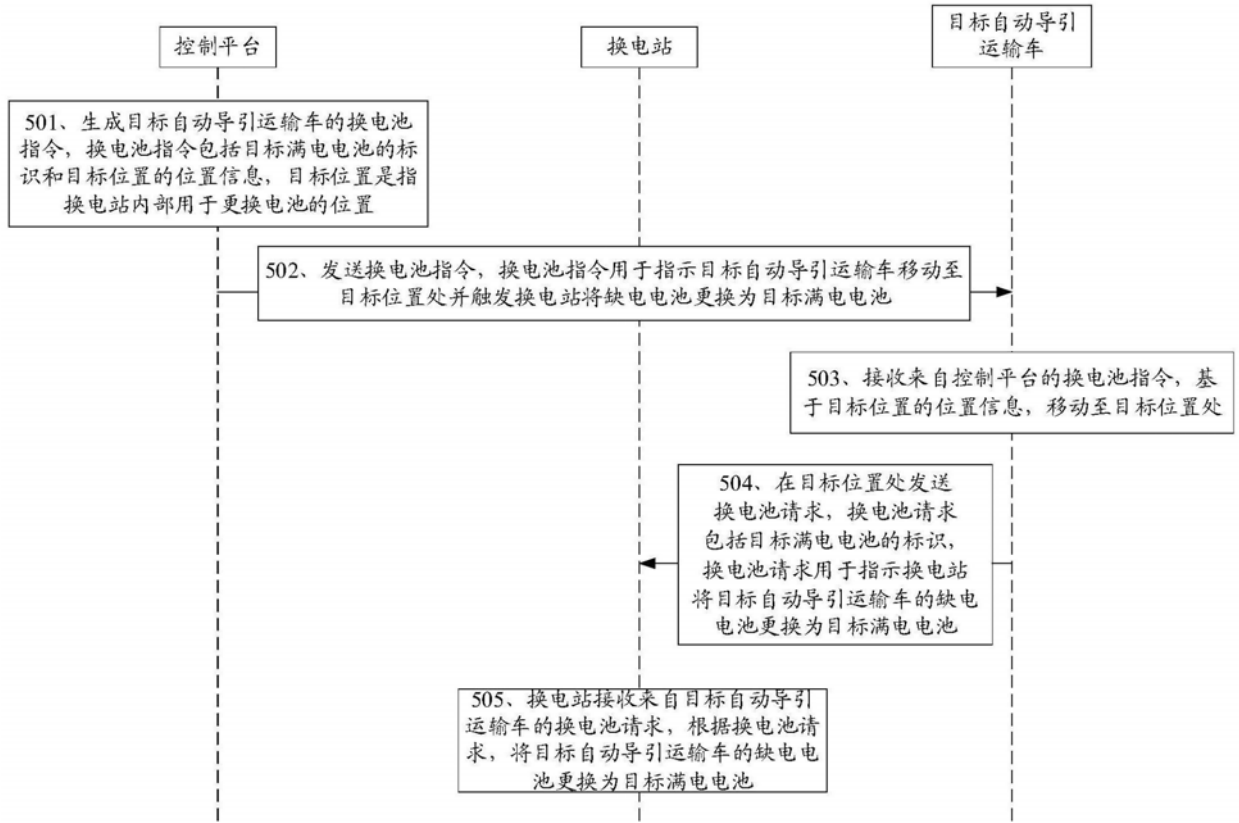 控制平台
换电站
目标自动导引
运输车
501、生成目标自动导引运输车的换电池
指令，换电池指令包括目标满电电池的标
识和目标位置的位置信息，目标位置是指
换电站内部用于更换电池的位置
502、发送换电池指令，换电池指令用于指示目标自动导引运输车移动至
目标位置处并触发换电站将缺电电池更换为目标满电电池
503、接收来自控制平台的换电池指令，基
于目标位置的位置信息，移动至目标位置处
504、在目标位置处发送
换电池请求，换电池请求
包括目标满电电池的标识，
换电池请求用于指示换电站
将目标自动导引运输车的缺电
电池更换为目标满电电池
505、换电站接收来自目标自动导引
运输车的换电池请求，根据换电池请
求，将目标自动导引运输车的缺电电
池更换为目标满电电池